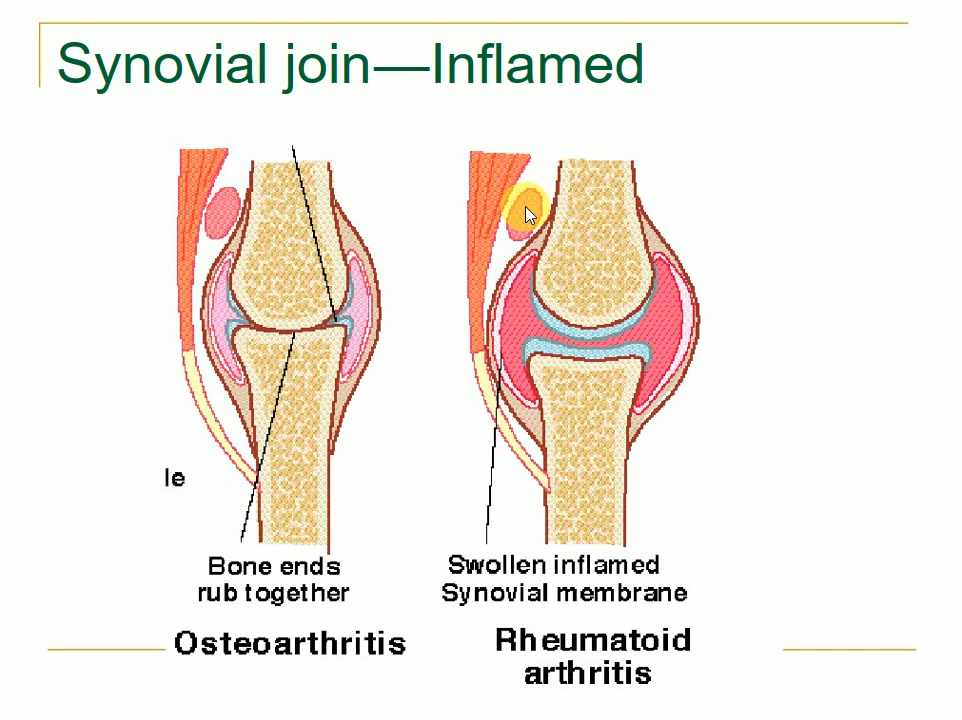 Synovial join—Inflamed
le
Bone ends
rub together
Swollen inflamed
Synovial membrane
Osteoarthritis
Rheumatoid
arthritis